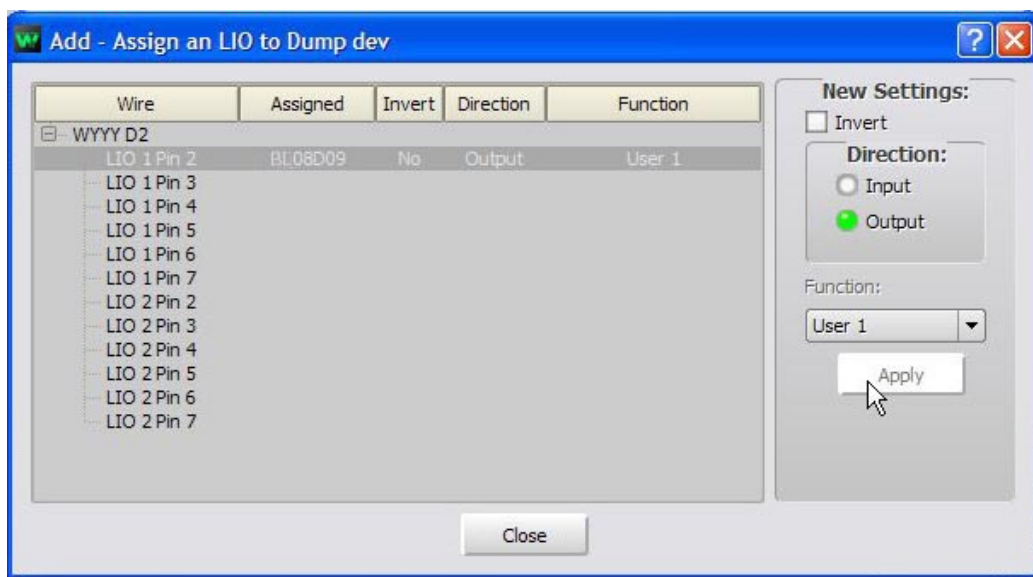 Add - Assign an LIO to Dump dev
Wire Assigned Invert Direction Function
WYYY D2
LIO 1 Pin 2 BL08D09 No Output User 1
LIO 1 Pin 3
LIO 1 Pin 4
LIO 1 Pin 5
LIO 1 Pin 6
LIO 1 Pin 7
LIO 2 Pin 2
LIO 2 Pin 3
LIO 2 Pin 4
LIO 2 Pin 5
LIO 2 Pin 6
LIO 2 Pin 7
New Settings:
Invert
Direction:
Input
Output
Function:
User 1
Apply
Close